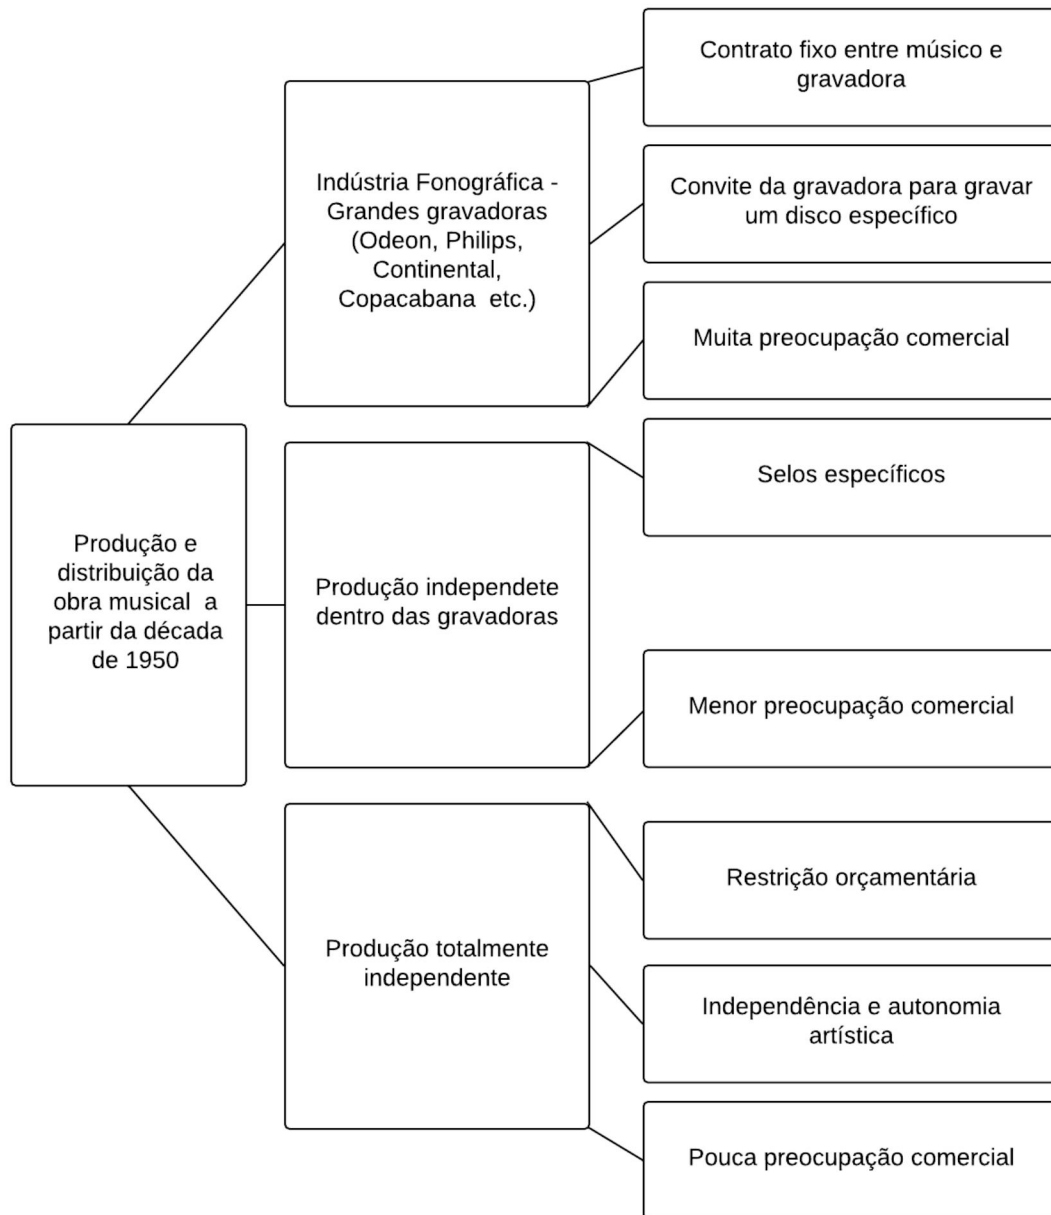 Contrato fixo entre músico e
gravadora
Indústria Fonográfica -
Grandes gravadoras
(Odeon, Philips,
Continental,
Copacabana etc.)
Convite da gravadora para gravar
um disco específico
Muita preocupação comercial
Selos específicos
Produção e
distribuição da
obra musical a
partir da década
de 1950
Produção independete
dentro das gravadoras
Menor preocupação comercial
Restrição orçamentária
Produção totalmente
independente
Independência e autonomia
artística
Pouca preocupação comercial